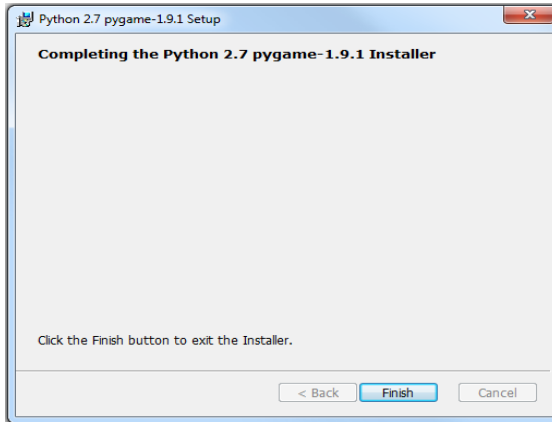 Python 2.7 pygame-1.9.1 Setup
Completing the Python 2.7 pygame-1.9.1 Installer
Click the Finish button to exit the Installer.
< Back Finish Cancel